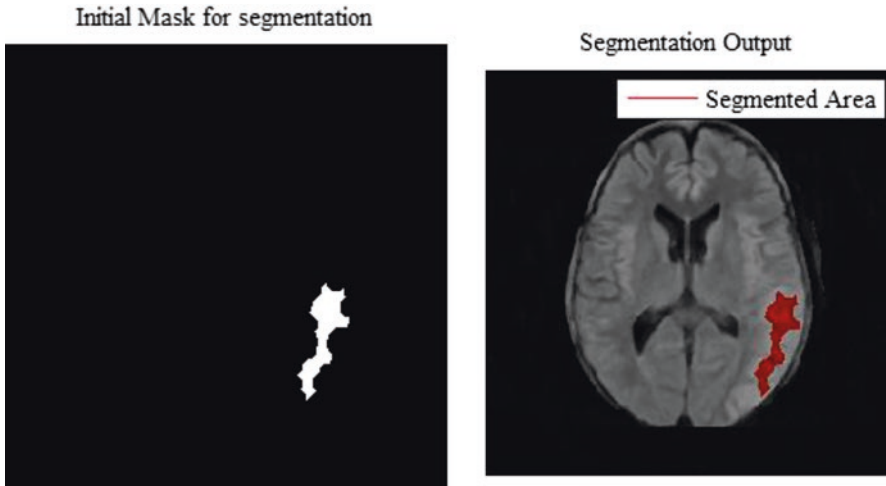 Initial Mask for segmentation
Segmentation Output
Segmented Area